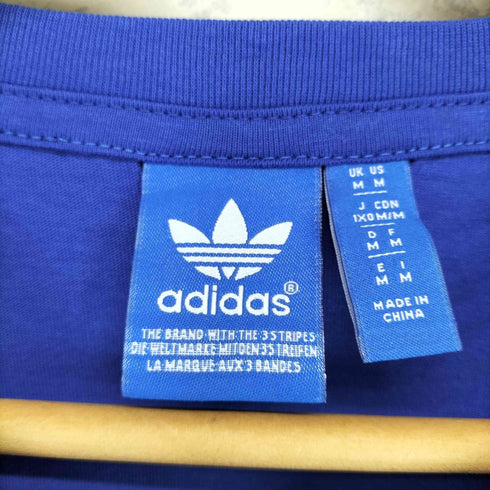 adidas®
THE BRAND WITH THE 3 STRIPES
DIE WELTMARKE MIT DEN 3 STREIFEN
LA MARQUE AUX 3 BANDES
UK US
M M
J CDN
1X0 M/M
D F
M M
E I
M M
MADE IN
CHINA